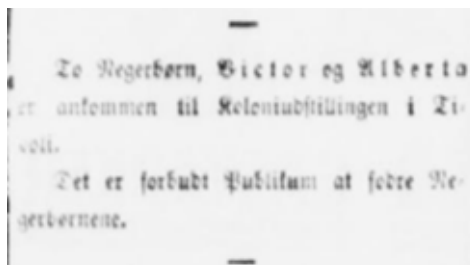 To Negerbørn, Victor og Alberta
er ankommen til Koloniudstillingen i Ti-
voli.
Det er forbudt Publikum at fodre Ne-
gerbørnene.